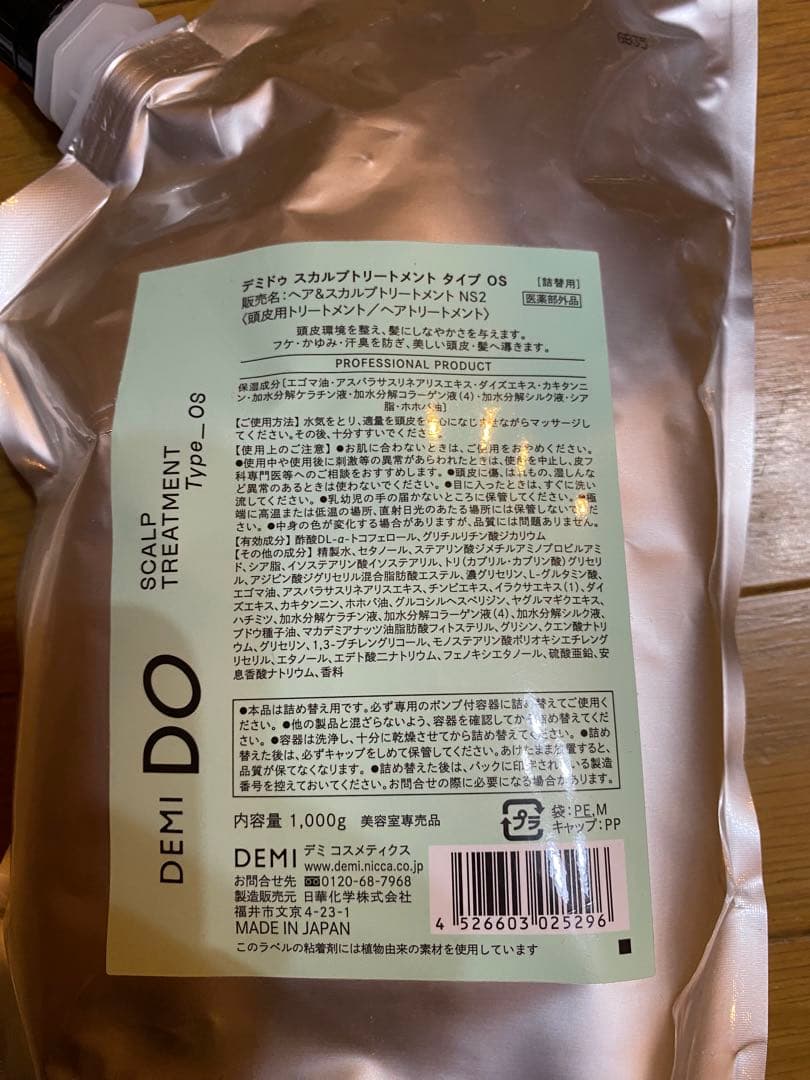 6B35
デミドゥ スカルプトリートメント タイプ OS [詰替用]
販売名:ヘア&スカルプトリートメント NS2 医薬部外品
〈頭皮用トリートメント/ヘアトリートメント〉
頭皮環境を整え、髪にしなやかさを与えます。
フケ・かゆみ・汗臭を防ぎ、美しい頭皮・髪へ導きます。
PROFESSIONAL PRODUCT
保湿成分[エゴマ油・アスパラサスリネアリスエキス・ダイズエキス・カキタンニ
ン・加水分解ケラチン液・加水分解コラーゲン液(4)・加水分解シルク液・シア
脂・ホホバ油]
【ご使用方法】水気をとり、適量を頭皮を中心になじませながらマッサージし
てください。その後、十分すすいでください。
【使用上のご注意】●お肌に合わないときは、ご使用をおやめください。
●使用中や使用後に刺激等の異常があらわれたときは、使用を中止し、皮フ
科専門医等へのご相談をおすすめします。●頭皮に傷、はれもの、湿しんな
ど異常のあるときは使わないでください。●目に入ったときは、すぐに洗い
流してください。●乳幼児の手の届かないところに保管してください。●極
端に高温または低温の場所、直射日光のあたる場所には保管しないでくださ
い。●中身の色が変化する場合がありますが、品質には問題ありません。
【有効成分】酢酸DL-α-トコフェロール、グリチルリチン酸ジカリウム
【その他の成分】精製水、セタノール、ステアリン酸ジメチルアミノプロピルアミ
ド、シア脂、イソステアリン酸イソステアリル、トリ(カプリル・カプリン酸)グリセリ
ル、アジピン酸ジグリセリル混合脂肪酸エステル、濃グリセリン、L-グルタミン酸、
エゴマ油、アスパラサスリネアリスエキス、チンピエキス、イラクサエキス(1)、ダイ
ズエキス、カキタンニン、ホホバ油、グルコシルヘスペリジン、ヤグルマギクエキス、
ハチミツ、加水分解ケラチン液、加水分解コラーゲン液(4)、加水分解シルク液、
ブドウ種子油、マカデミアナッツ油脂肪酸フィトステリル、グリシン、クエン酸ナトリ
ウム、グリセリン、1,3-ブチレングリコール、モノステアリン酸ポリオキシエチレング
リセリル、エタノール、エデト酸二ナトリウム、フェノキシエタノール、硫酸亜鉛、安
息香酸ナトリウム、香料
●本品は詰め替え用です。必ず専用のポンプ付容器に詰め替えてご使用く
ださい。●他の製品と混ざらないよう、容器を確認してから詰め替えてくだ
さい。●容器は洗浄し、十分に乾燥させてから詰め替えてください。●詰め
替えた後は、必ずキャップをしめて保管してください。あけたまま放置すると、
品質が保てなくなります。●詰め替えた後は、パックに印字されている製造
番号を控えておいてください。お問合せの際に必要になる場合があります。
内容量 1,000g 美容室専売品
プラ 袋:PE,M
キャップ:PP
DEMI デミ コスメティクス
www.demi.nicca.co.jp
お問合せ先 0120-68-7968
製造販売元 日華化学株式会社
福井市文京4-23-1
MADE IN JAPAN
このラベルの粘着剤には植物由来の素材を使用しています
4 526603 025296
DEMI DO
SCALP
TREATMENT
Type_OS